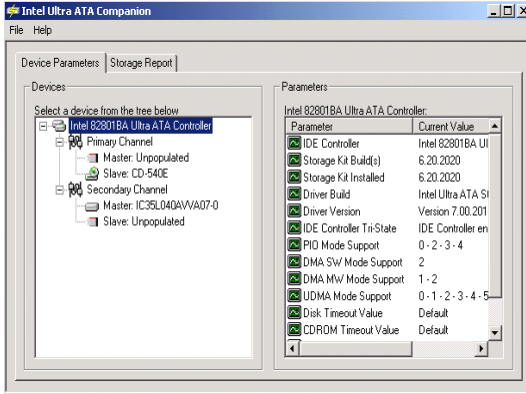 Intel Ultra ATA Companion
File Help
Device Parameters Storage Report
Devices
Select a device from the tree below
Intel 82801BA Ultra ATA Controller
Primary Channel
Master: Unpopulated
Slave: CD-540E
Secondary Channel
Master: IC35L040AVVA07-0
Slave: Unpopulated
Parameters
Intel 82801BA Ultra ATA Controller:
Parameter Current Value
IDE Controller Intel 82801BA Ul
Storage Kit Build(s) 6.20.2020
Storage Kit Installed 6.20.2020
Driver Build Intel Ultra ATA St
Driver Version Version 7.00.201
IDE Controller Tri-State IDE Controller en
PIO Mode Support 0 - 2 - 3 - 4
DMA SW Mode Support 2
DMA MW Mode Support 1 - 2
UDMA Mode Support 0 - 1 - 2 - 3 - 4 - 5
Disk Timeout Value Default
CDROM Timeout Value Default